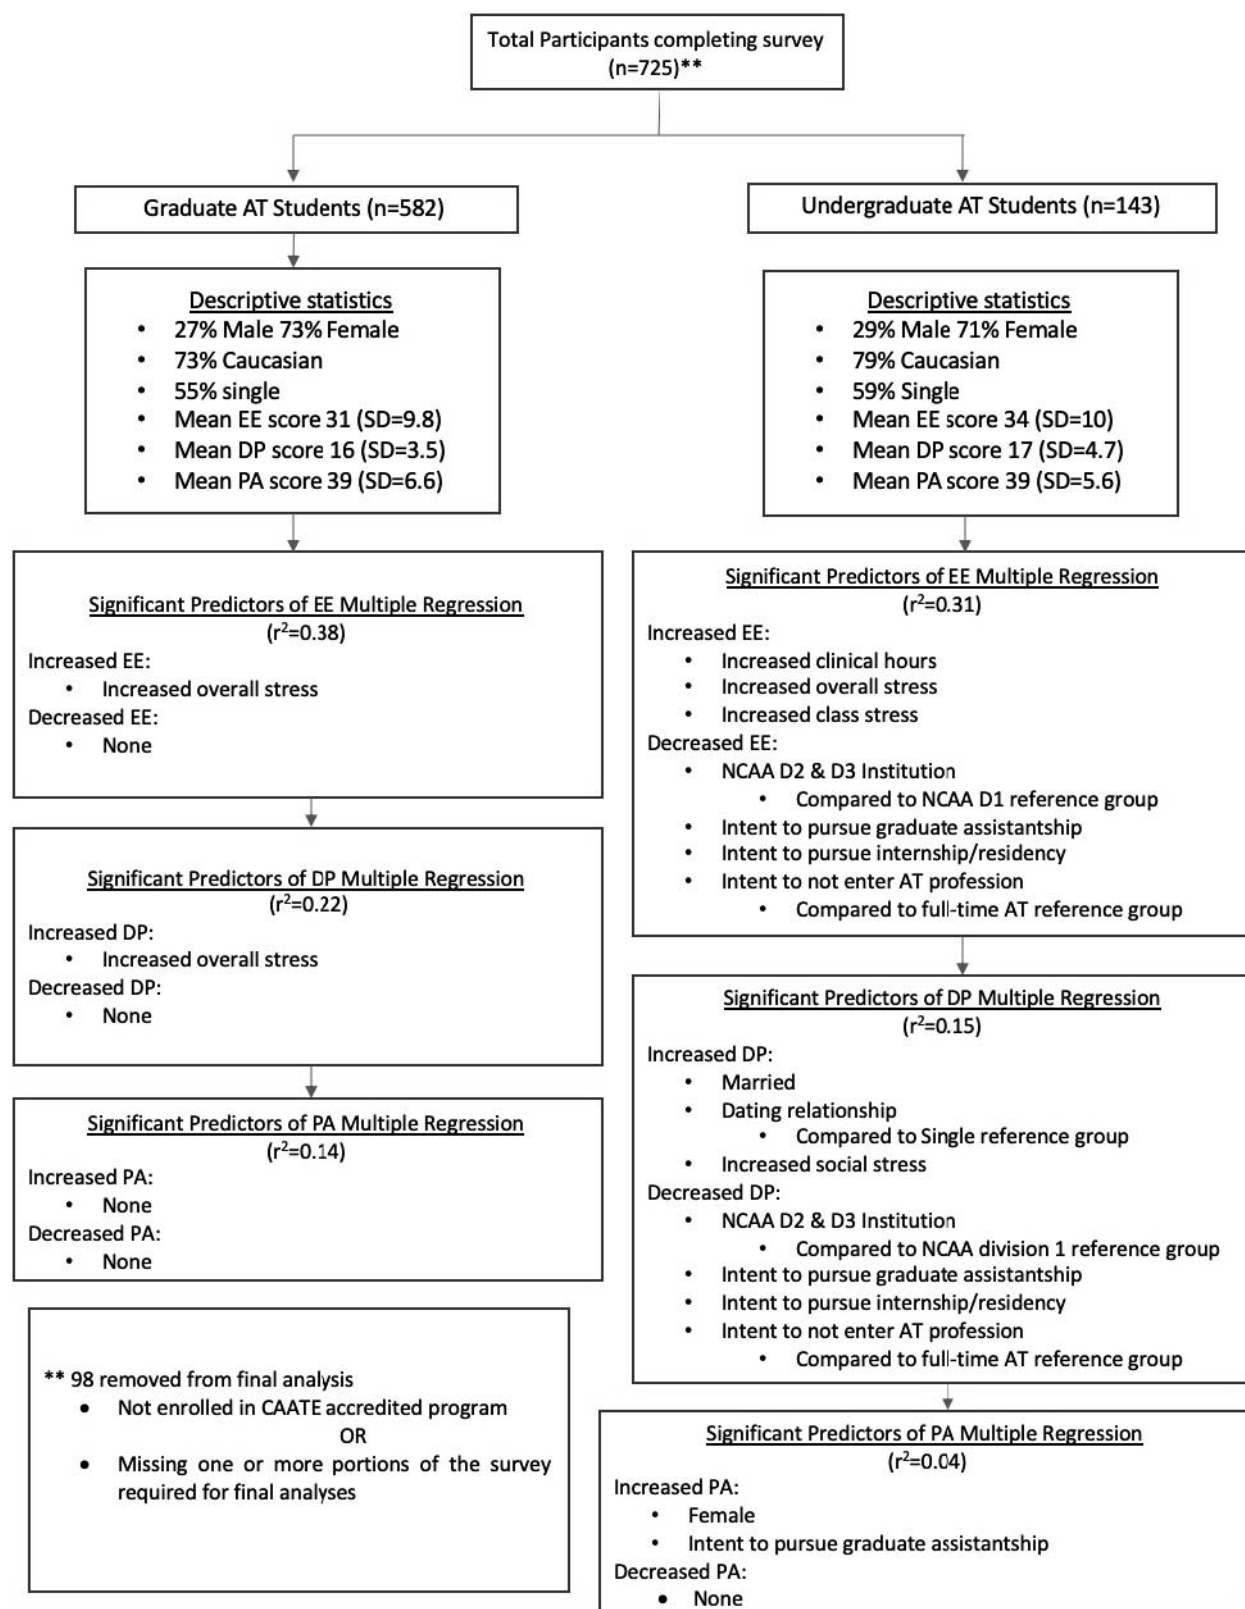 Total Participants completing survey
(n=725)**
Graduate AT Students (n=582)
Descriptive statistics
• 27% Male 73% Female
• 73% Caucasian
• 55% single
• Mean EE score 31 (SD=9.8)
• Mean DP score 16 (SD=3.5)
• Mean PA score 39 (SD=6.6)
Significant Predictors of EE Multiple Regression
(r²=0.38)
Increased EE:
• Increased overall stress
Decreased EE:
• None
Significant Predictors of DP Multiple Regression
(r²=0.22)
Increased DP:
• Increased overall stress
Decreased DP:
• None
Significant Predictors of PA Multiple Regression
(r²=0.14)
Increased PA:
• None
Decreased PA:
• None
** 98 removed from final analysis
• Not enrolled in CAATE accredited program
OR
• Missing one or more portions of the survey
required for final analyses
Undergraduate AT Students (n=143)
Descriptive statistics
• 29% Male 71% Female
• 79% Caucasian
• 59% Single
• Mean EE score 34 (SD=10)
• Mean DP score 17 (SD=4.7)
• Mean PA score 39 (SD=5.6)
Significant Predictors of EE Multiple Regression
(r²=0.31)
Increased EE:
• Increased clinical hours
• Increased overall stress
• Increased class stress
Decreased EE:
• NCAA D2 & D3 Institution
• Compared to NCAA D1 reference group
• Intent to pursue graduate assistantship
• Intent to pursue internship/residency
• Intent to not enter AT profession
• Compared to full-time AT reference group
Significant Predictors of DP Multiple Regression
(r²=0.15)
Increased DP:
• Married
• Dating relationship
• Compared to Single reference group
• Increased social stress
Decreased DP:
• NCAA D2 & D3 Institution
• Compared to NCAA division 1 reference group
• Intent to pursue graduate assistantship
• Intent to pursue internship/residency
• Intent to not enter AT profession
• Compared to full-time AT reference group
Significant Predictors of PA Multiple Regression
(r²=0.04)
Increased PA:
• Female
• Intent to pursue graduate assistantship
Decreased PA:
• None